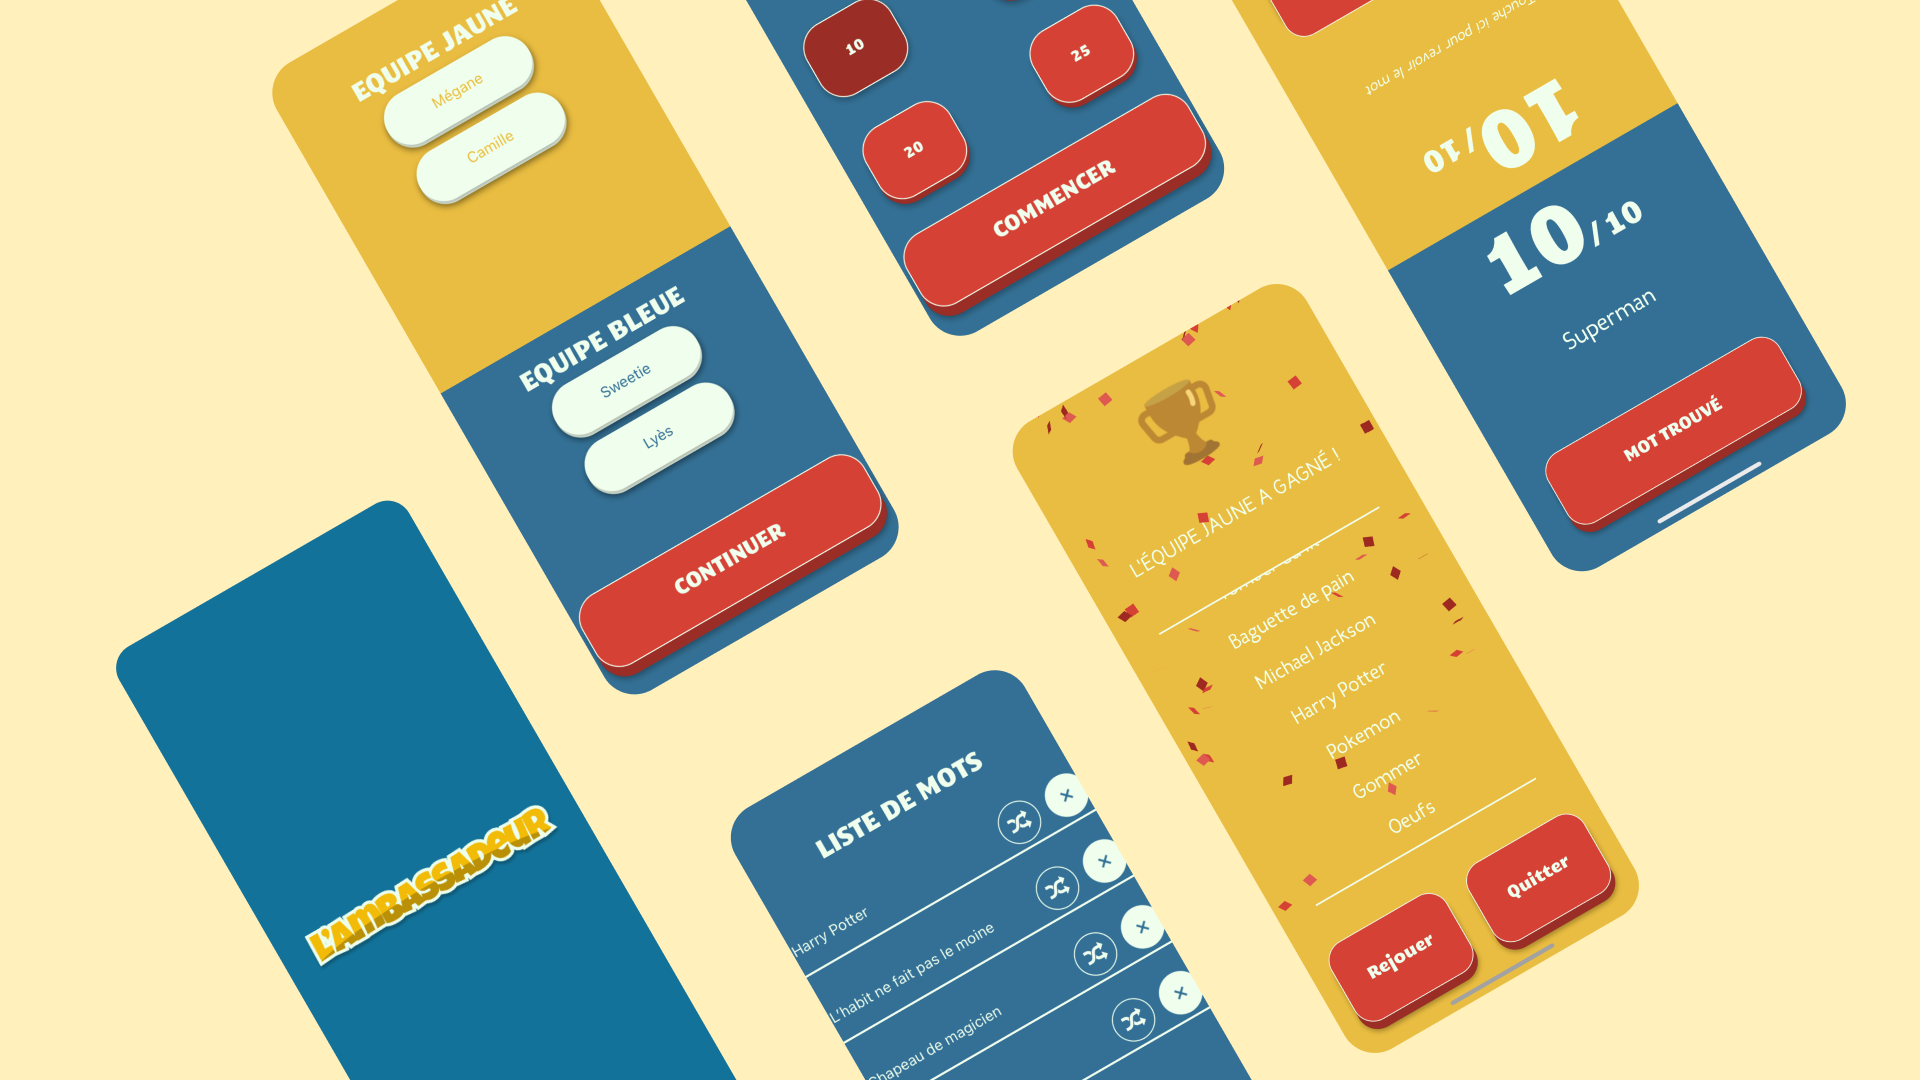 EQUIPE JAUNE
Mégane
Camille
EQUIPE BLEUE
Sweetie
Lyès
CONTINUER
10
25
20
COMMENCER
Touche ici pour revoir le mot
10/10
10/10
Superman
MOT TROUVÉ
L'AMBASSADEUR
LISTE DE MOTS
Harry Potter
L'habit ne fait pas le moine
Chapeau de magicien
L'ÉQUIPE JAUNE A GAGNÉ !
Baguette de pain
Michael Jackson
Harry Potter
Pokemon
Gommer
Oeufs
Rejouer
Quitter